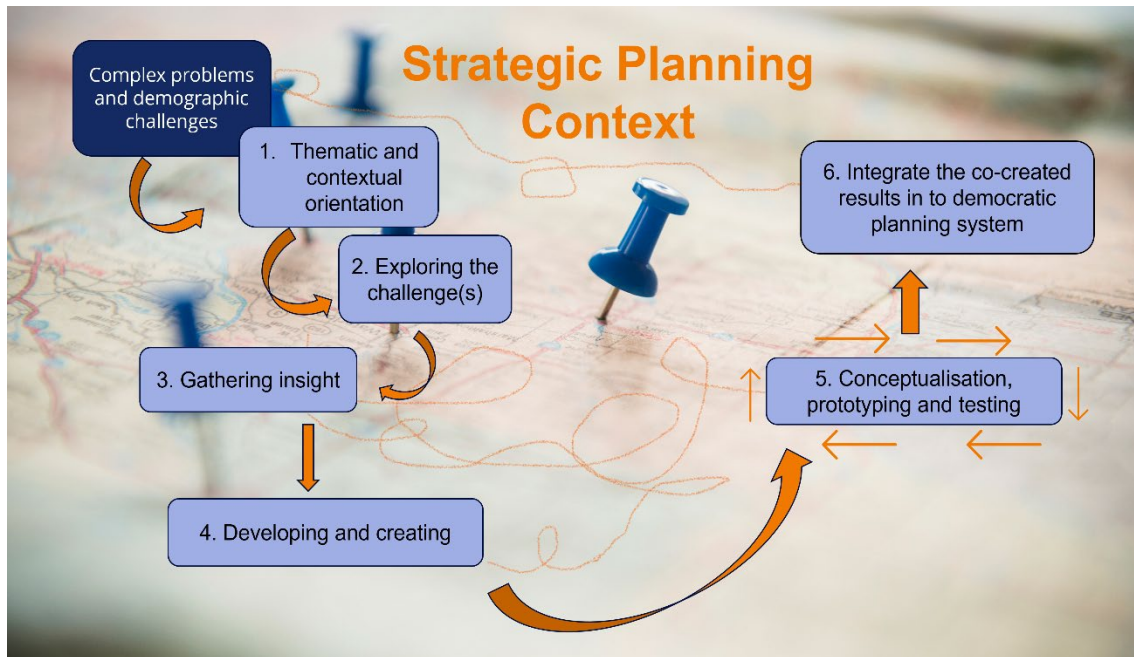 Strategic Planning
Context
Complex problems
and demographic
challenges
1. Thematic and
contextual
orientation
2. Exploring the
challenge(s)
3. Gathering insight
4. Developing and creating
5. Conceptualisation,
prototyping and testing
6. Integrate the co-created
results in to democratic
planning system